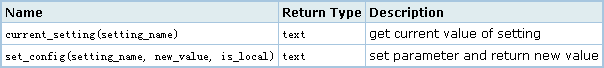 Name Return Type Description
current_setting(setting_name) text get current value of setting
set_config(setting_name, new_value, is_local) text set parameter and return new value